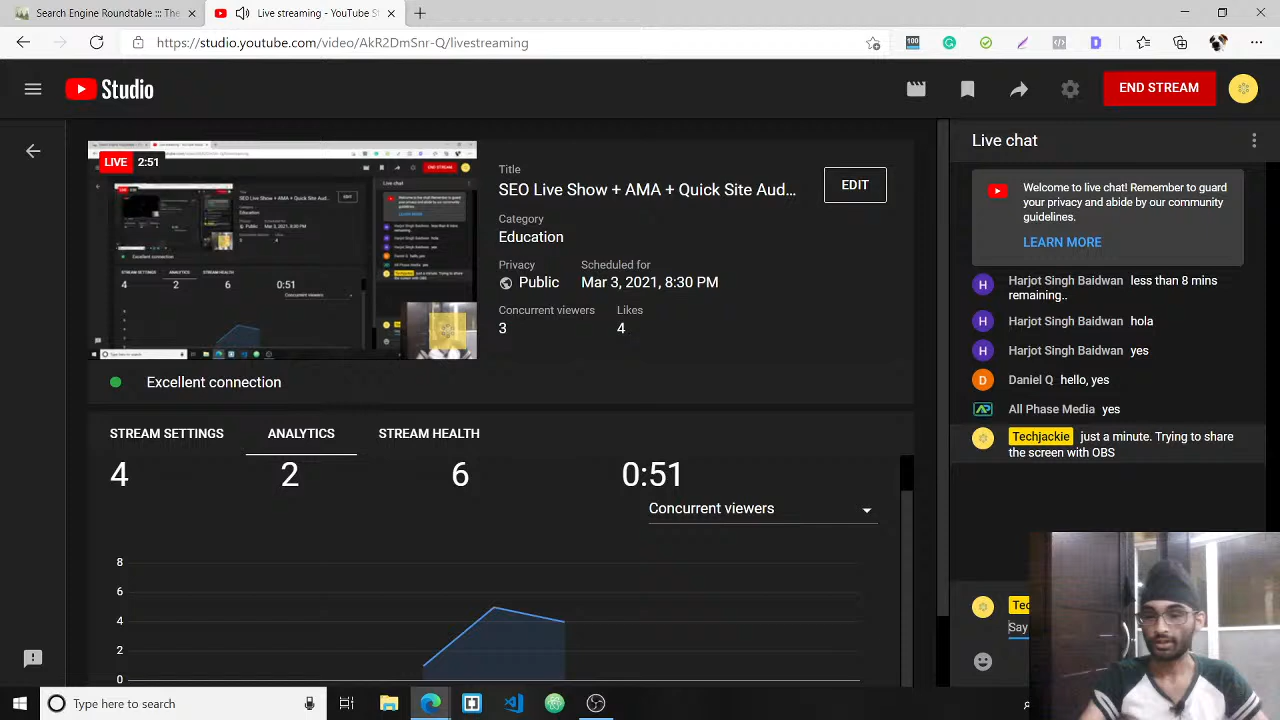 Search Engine Roundtable ::: The
Live streaming - YouTube S
https://studio.youtube.com/video/AkR2DmSnr-Q/livestreaming
100
Studio
END STREAM
LIVE 2:51
Title
SEO Live Show + AMA + Quick Site Aud...
EDIT
Category
Education
Privacy
Public
Scheduled for
Mar 3, 2021, 8:30 PM
Concurrent viewers
3
Likes
4
Excellent connection
STREAM SETTINGS
ANALYTICS
STREAM HEALTH
4
2
6
0:51
Concurrent viewers
8
6
4
2
0
Live chat
Welcome to live chat! Remember to guard
your privacy and abide by our community
guidelines.
LEARN MORE
Harjot Singh Baidwan less than 8 mins
remaining..
Harjot Singh Baidwan hola
Harjot Singh Baidwan yes
Daniel Q hello, yes
All Phase Media yes
Techjackie just a minute. Trying to share
the screen with OBS
Tec
Say
Type here to search